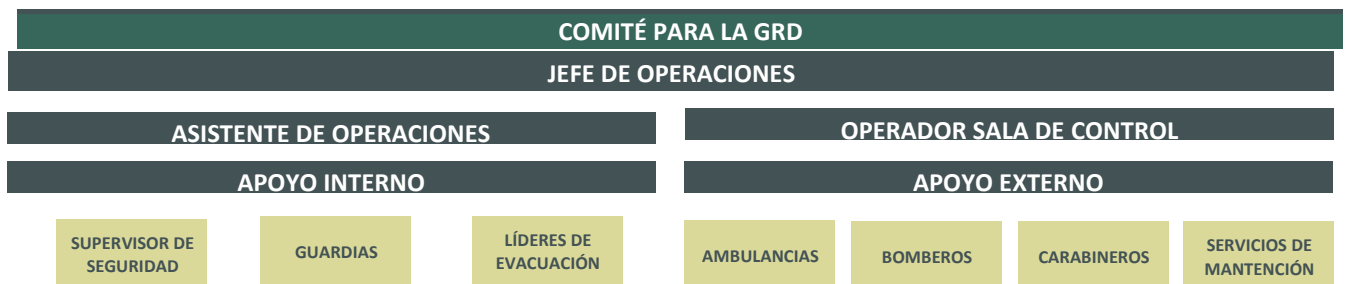 COMITÉ PARA LA GRD
JEFE DE OPERACIONES
ASISTENTE DE OPERACIONES
OPERADOR SALA DE CONTROL
APOYO INTERNO
APOYO EXTERNO
SUPERVISOR DE
SEGURIDAD
GUARDIAS
LÍDERES DE
EVACUACIÓN
AMBULANCIAS
BOMBEROS
CARABINEROS
SERVICIOS DE
MANTENCIÓN